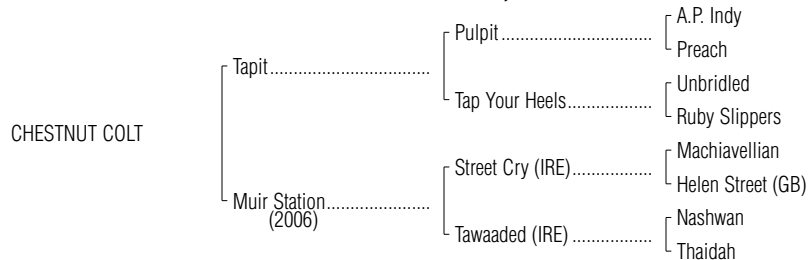 CHESTNUT COLT
Tapit................................
Muir Station.....................
(2006)
Pulpit...............................
Tap Your Heels.................
Street Cry (IRE)................
Tawaaded (IRE) ................
A.P. Indy
Preach
Unbridled
Ruby Slippers
Machiavellian
Helen Street (GB)
Nashwan
Thaidah